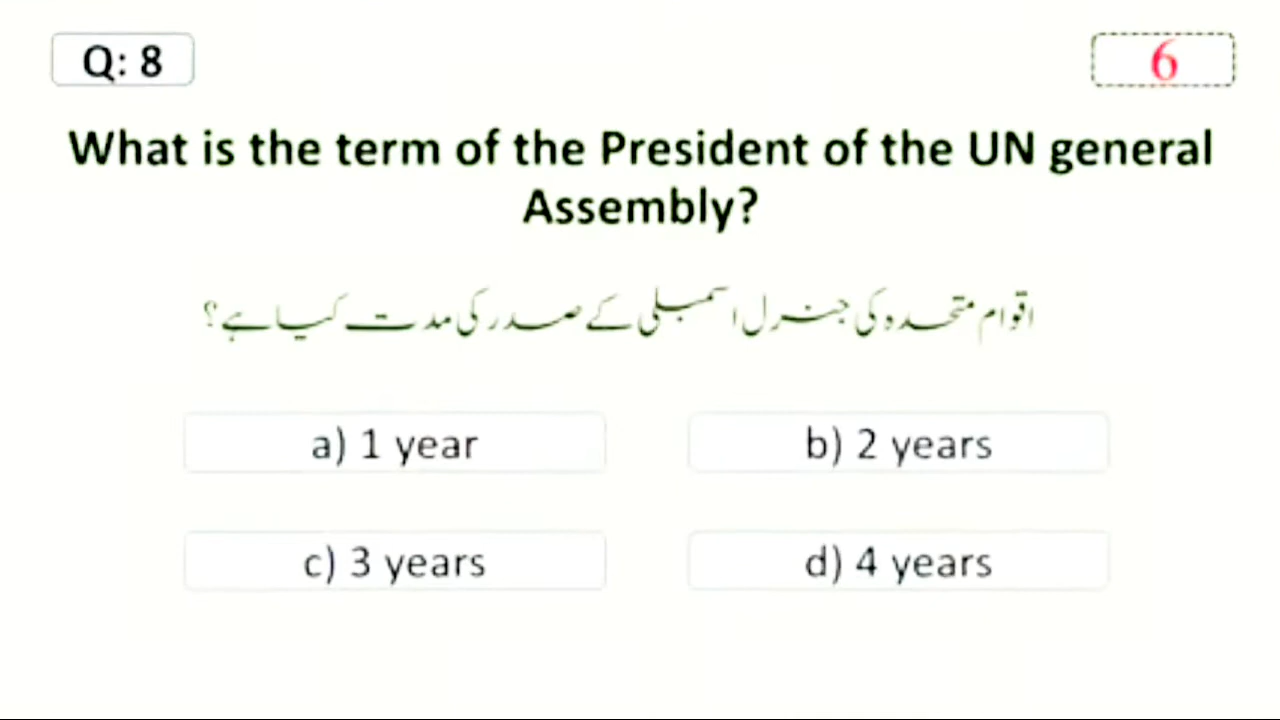 Q: 8
6
What is the term of the President of the UN general
Assembly?
اقوام متحدہ کی جنرل اسمبلی کے صدر کی مدت کیا ہے؟
a) 1 year
b) 2 years
c) 3 years
d) 4 years